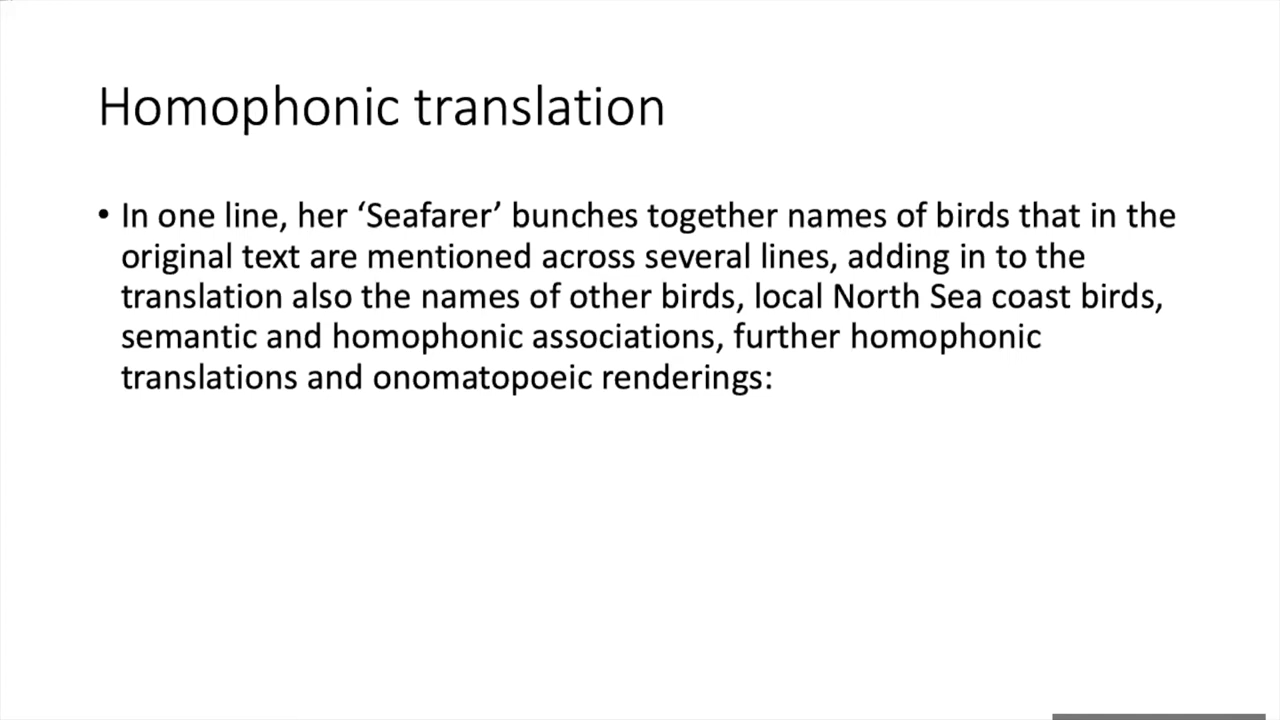 Homophonic translation
• In one line, her ‘Seafarer’ bunches together names of birds that in the
original text are mentioned across several lines, adding in to the
translation also the names of other birds, local North Sea coast birds,
semantic and homophonic associations, further homophonic
translations and onomatopoeic renderings: